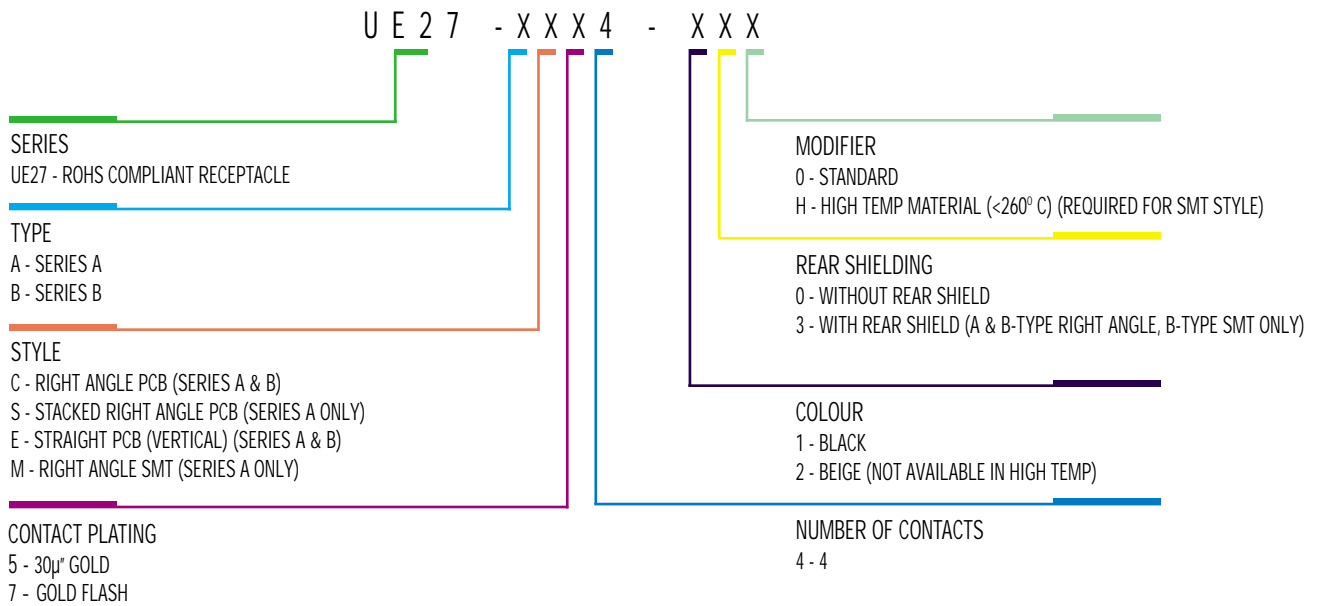 UE27 -XXX4 - XXX
SERIES
UE27 - ROHS COMPLIANT RECEPTACLE
TYPE
A - SERIES A
B - SERIES B
STYLE
C - RIGHT ANGLE PCB (SERIES A & B)
S - STACKED RIGHT ANGLE PCB (SERIES A ONLY)
E - STRAIGHT PCB (VERTICAL) (SERIES A & B)
M - RIGHT ANGLE SMT (SERIES A ONLY)
CONTACT PLATING
5 - 30µ" GOLD
7 - GOLD FLASH
MODIFIER
0 - STANDARD
H - HIGH TEMP MATERIAL (<260⁰ C) (REQUIRED FOR SMT STYLE)
REAR SHIELDING
0 - WITHOUT REAR SHIELD
3 - WITH REAR SHIELD (A & B-TYPE RIGHT ANGLE, B-TYPE SMT ONLY)
COLOUR
1 - BLACK
2 - BEIGE (NOT AVAILABLE IN HIGH TEMP)
NUMBER OF CONTACTS
4 - 4